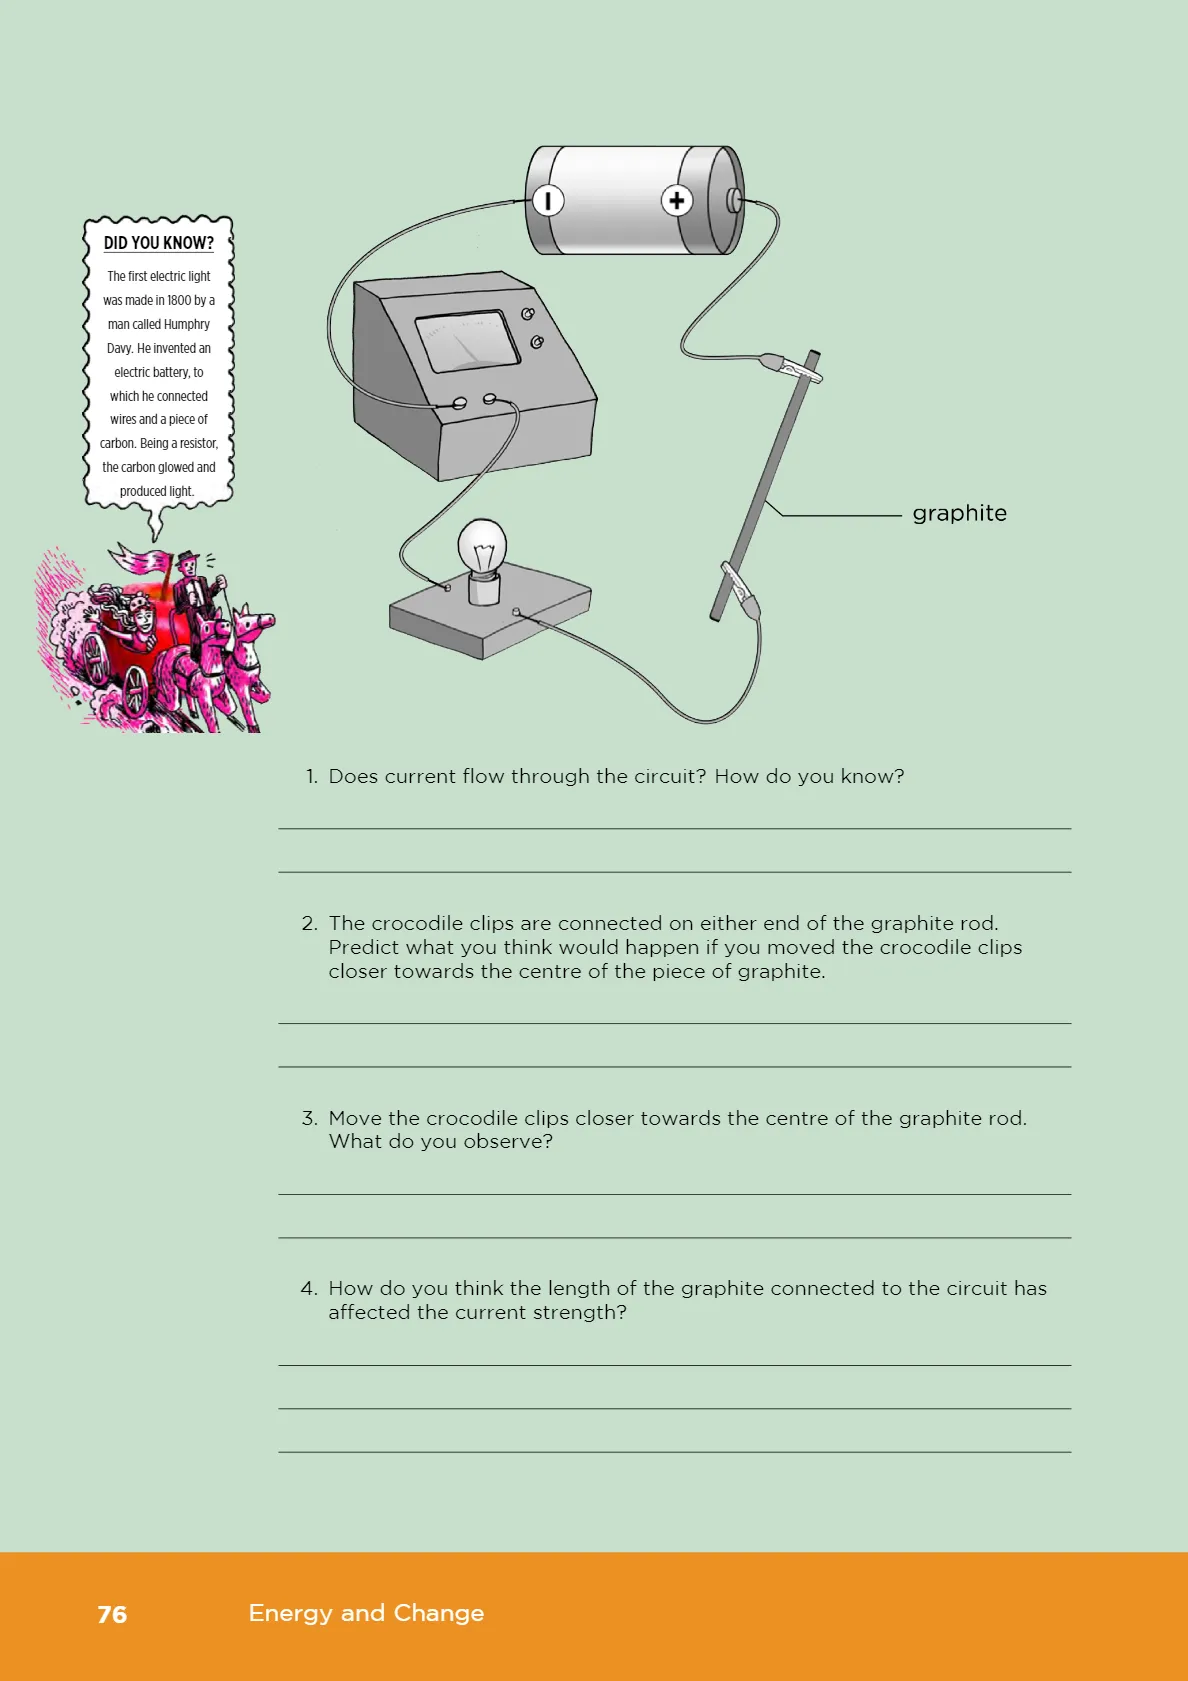 DID YOU KNOW?
The first electric light
was made in 1800 by a
man called Humphry
Davy. He invented an
electric battery, to
which he connected
wires and a piece of
carbon. Being a resistor,
the carbon glowed and
produced light.
graphite
1. Does current flow through the circuit? How do you know?
2. The crocodile clips are connected on either end of the graphite rod.
Predict what you think would happen if you moved the crocodile clips
closer towards the centre of the piece of graphite.
3. Move the crocodile clips closer towards the centre of the graphite rod.
What do you observe?
4. How do you think the length of the graphite connected to the circuit has
affected the current strength?
76 Energy and Change